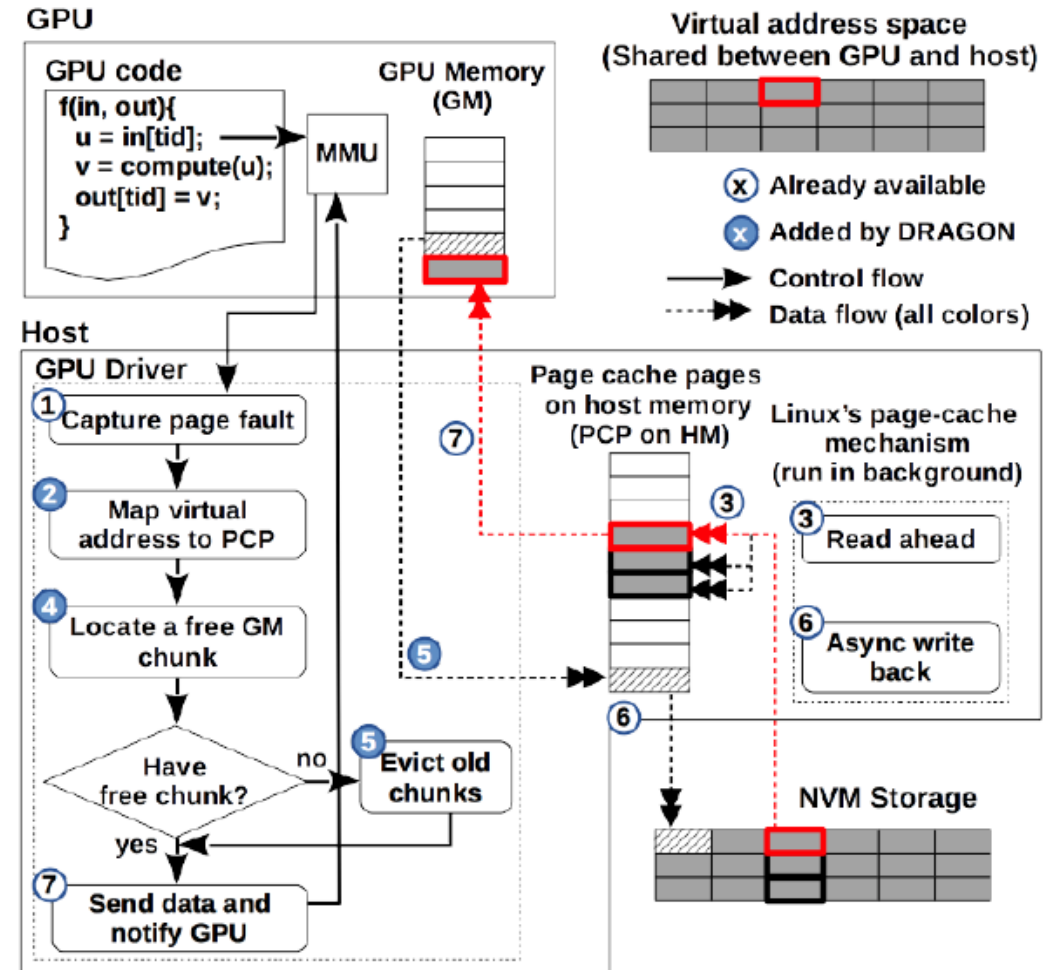 GPU
GPU code
f(in, out){
u = in[tid];
v = compute(u);
out[tid] = v;
}
MMU
GPU Memory
(GM)
Virtual address space
(Shared between GPU and host)
x Already available
x Added by DRAGON
Control flow
Data flow (all colors)
Host
GPU Driver
1
Capture page fault
2
Map virtual
address to PCP
4
Locate a free GM
chunk
Have
free chunk?
no
yes
5
Evict old
chunks
7
Send data and
notify GPU
7
5
Page cache pages
on host memory
(PCP on HM)
3
6
Linux's page-cache
mechanism
(run in background)
3
Read ahead
6
Async write
back
NVM Storage